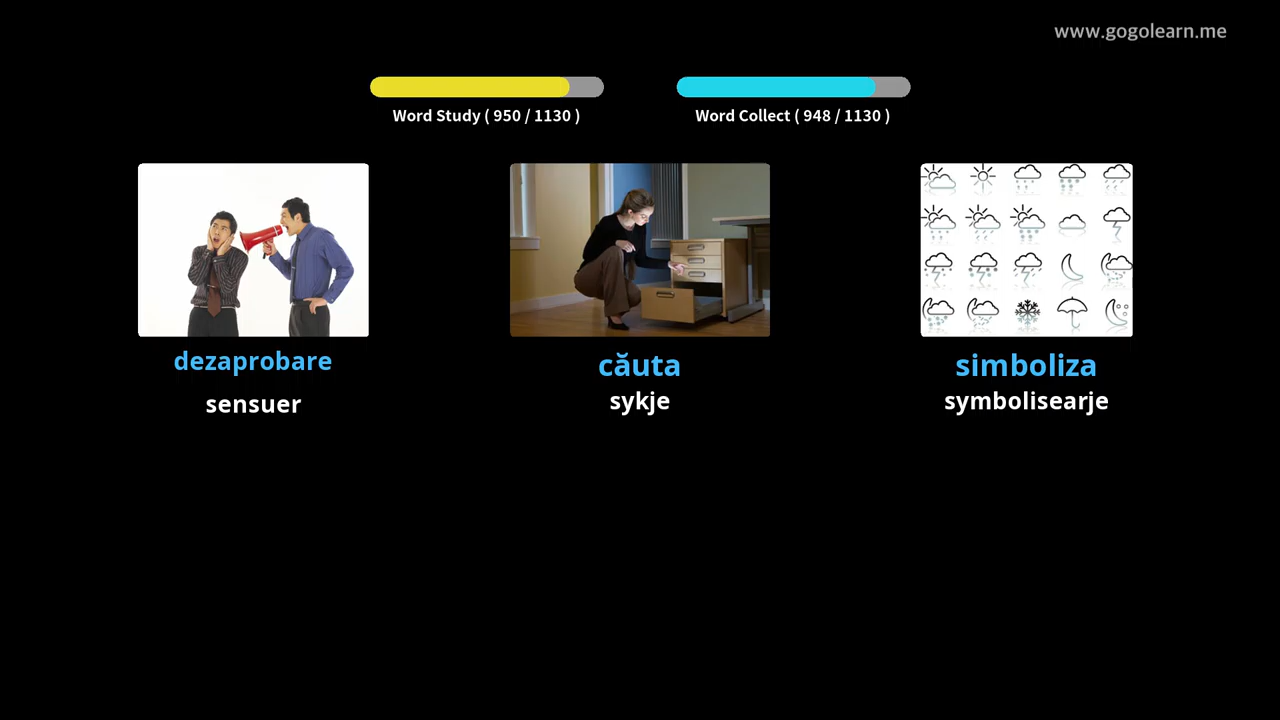 www.gogolearn.me
Word Study ( 950 / 1130 )
Word Collect ( 948 / 1130 )
dezaprobare
sensuer
căuta
sykje
simboliza
symbolisearje